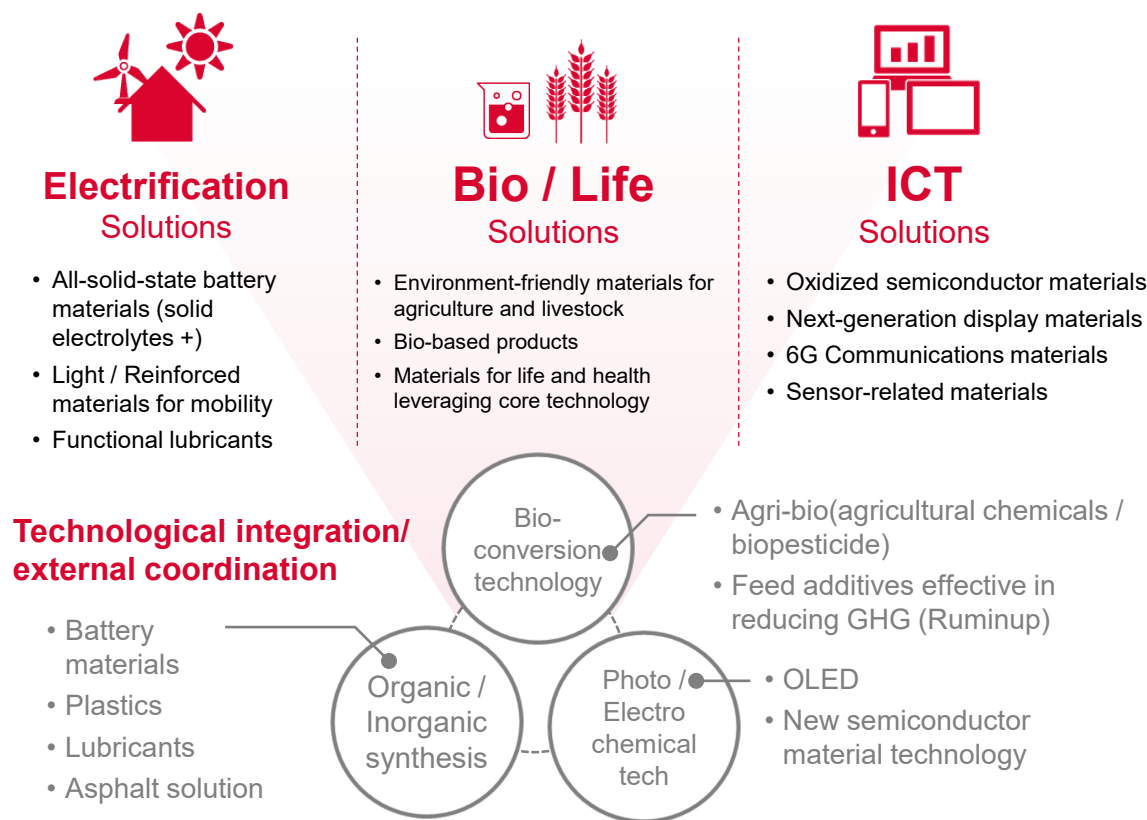 Electrification
Solutions
• All-solid-state battery
materials (solid
electrolytes +)
• Light / Reinforced
materials for mobility
• Functional lubricants
Bio / Life
Solutions
• Environment-friendly materials for
agriculture and livestock
• Bio-based products
• Materials for life and health
leveraging core technology
ICT
Solutions
• Oxidized semiconductor materials
• Next-generation display materials
• 6G Communications materials
• Sensor-related materials
Technological integration/
external coordination
• Battery
materials
• Plastics
• Lubricants
• Asphalt solution
Bio-
conversion
technology
Organic /
Inorganic
synthesis
Photo /
Electro
chemical
tech
• Agri-bio(agricultural chemicals /
biopesticide)
• Feed additives effective in
reducing GHG (Ruminup)
• OLED
• New semiconductor
material technology